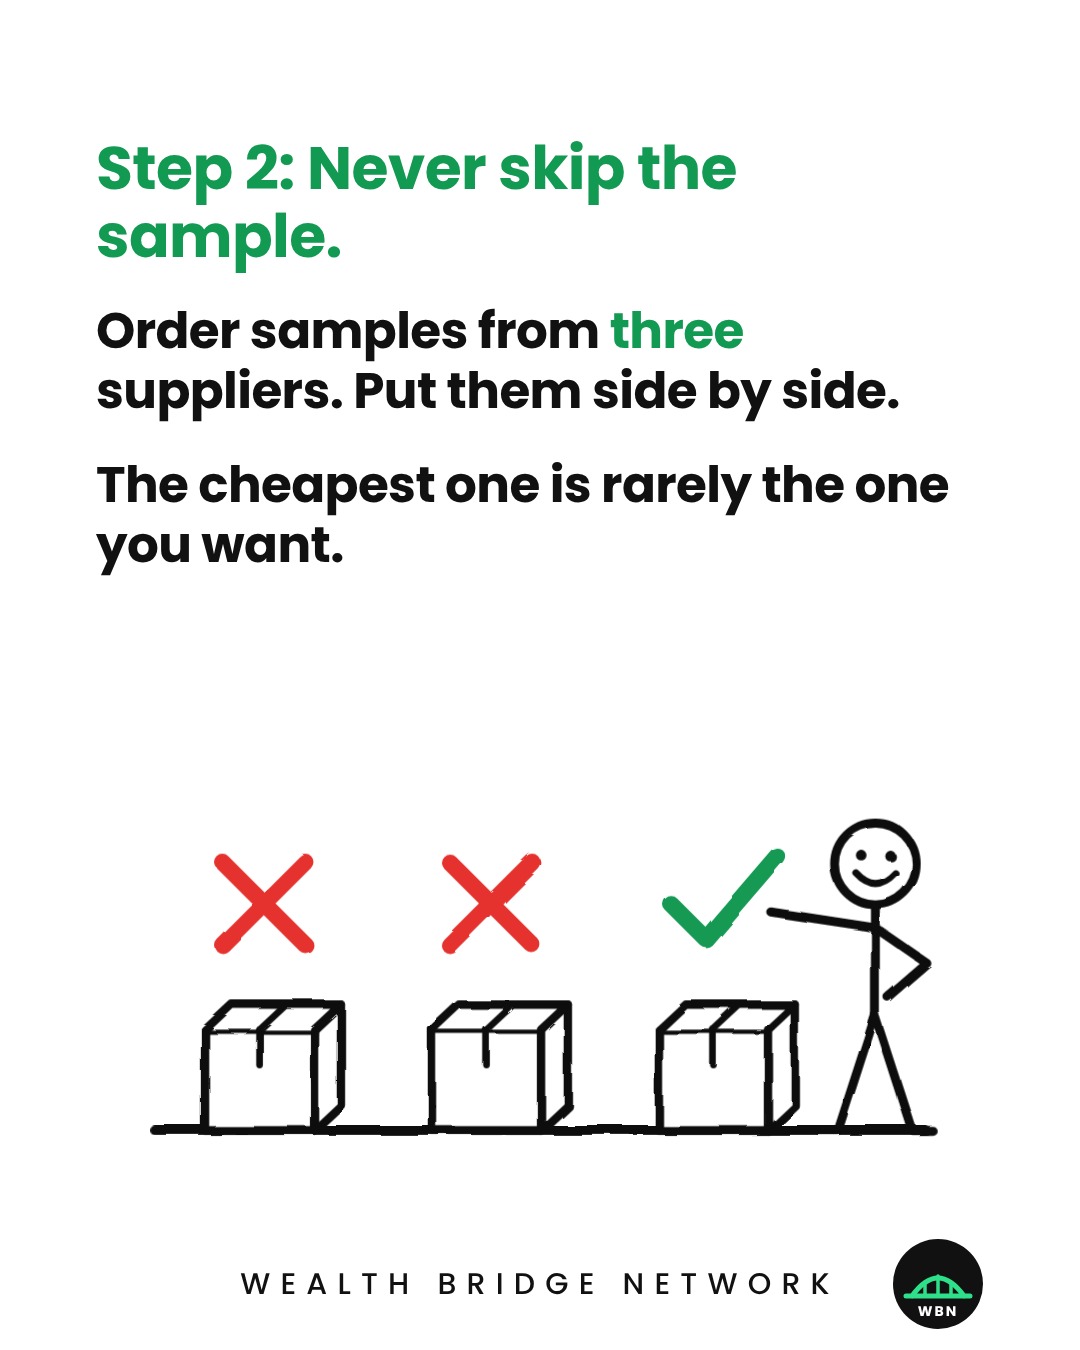 Step 2: Never skip the
sample.
Order samples from three
suppliers. Put them side by side.
The cheapest one is rarely the one
you want.
WEALTH BRIDGE NETWORK
WBN